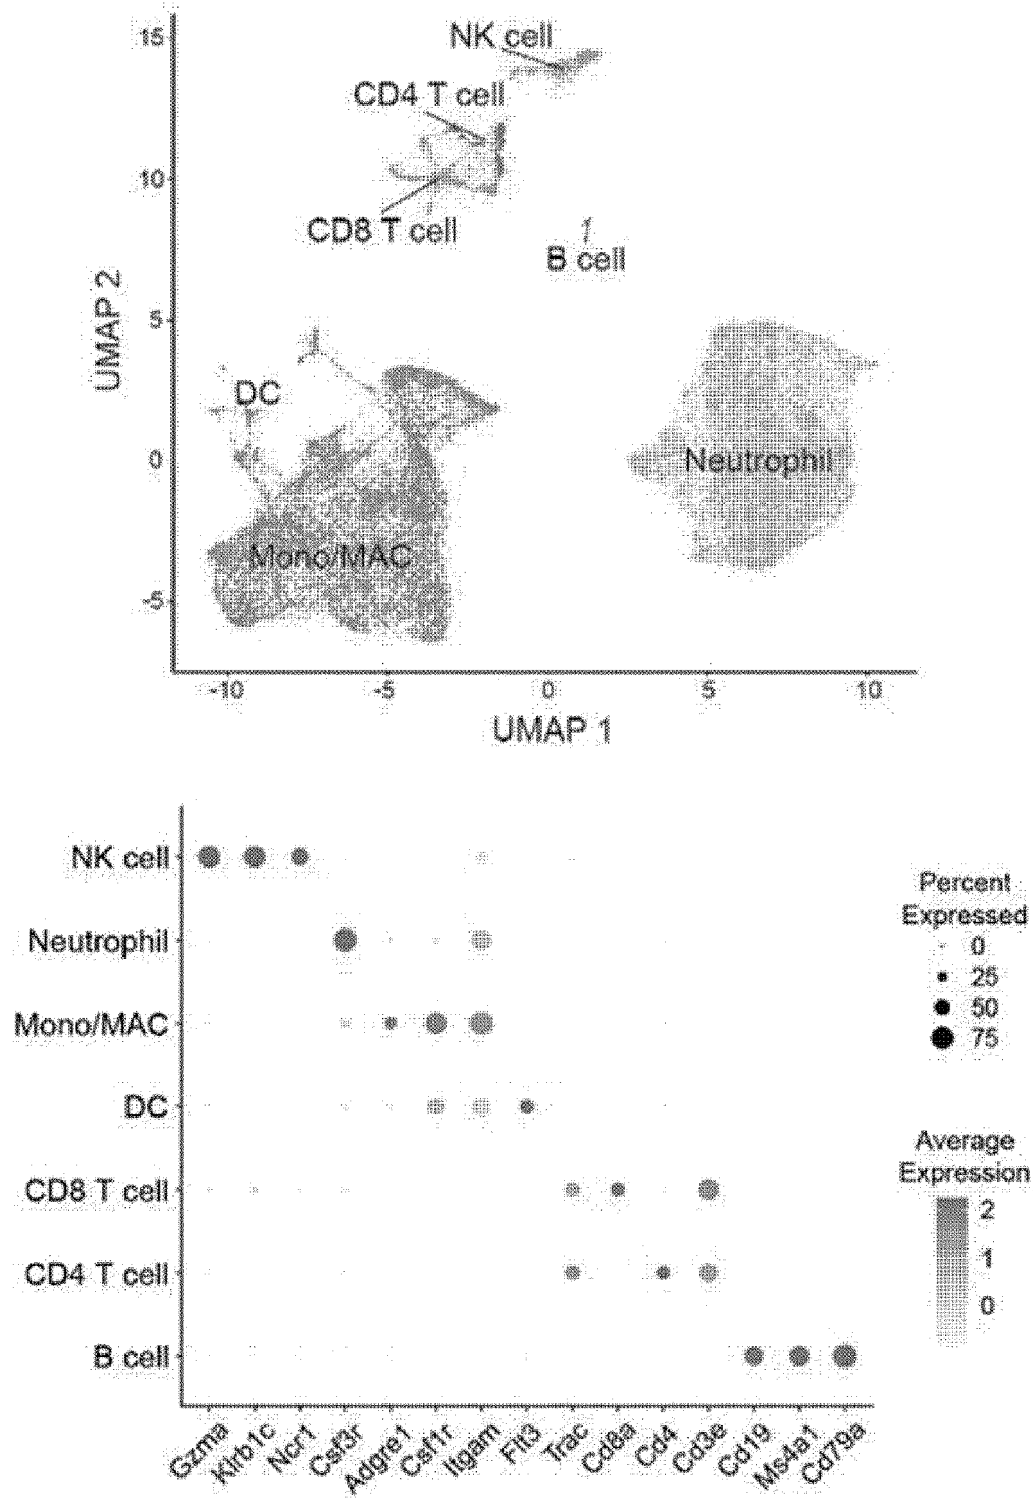 15
NK cell
CD4 T cell
10
CD8 T cell
B cell
UMAP 2
5
DC
0
Neutrophil
Mono/MAC
-5
-10 -5 0 5 10
UMAP 1
NK cell
Neutrophil
Mono/MAC
DC
CD8 T cell
CD4 T cell
B cell
Gzma Klrb1c Ncr1 Csf3r Adgre1 Csf1r Itgam Flt3 Trac Cd8a Cd4 Cd3e Cd19 Ms4a1 Cd79a
Percent
Expressed
0
25
50
75
Average
Expression
2
1
0